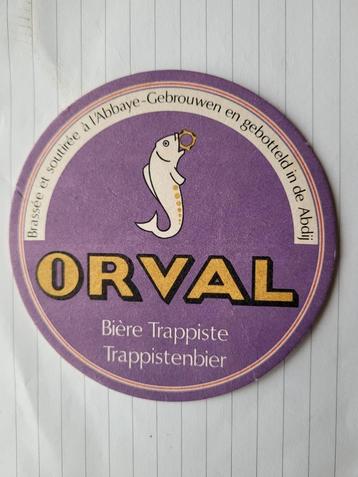 Brassée et soutirée à l'Abbaye-Gebrouwen en gebotteld in de Abdij
ORVAL
Bière Trappiste
Trappistenbier